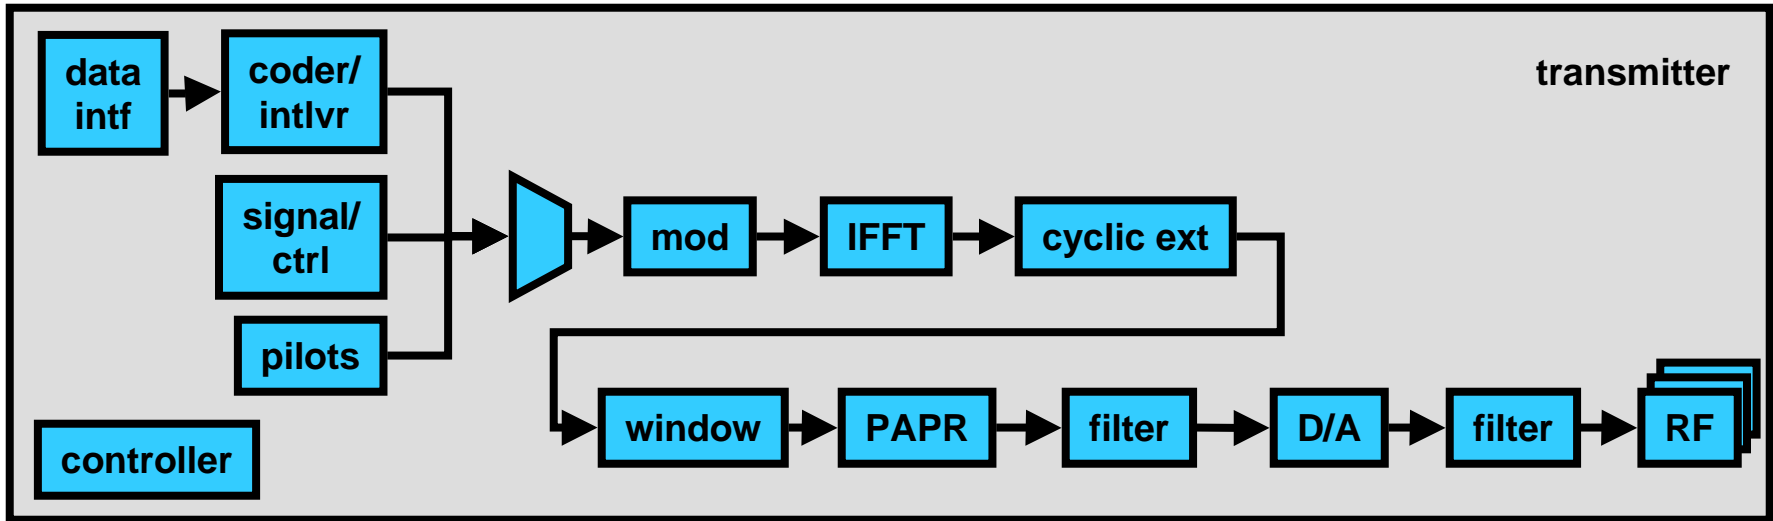 data
intf
coder/
intlvr
transmitter
signal/
ctrl
mod
IFFT
cyclic ext
pilots
window
PAPR
filter
D/A
filter
RF
controller